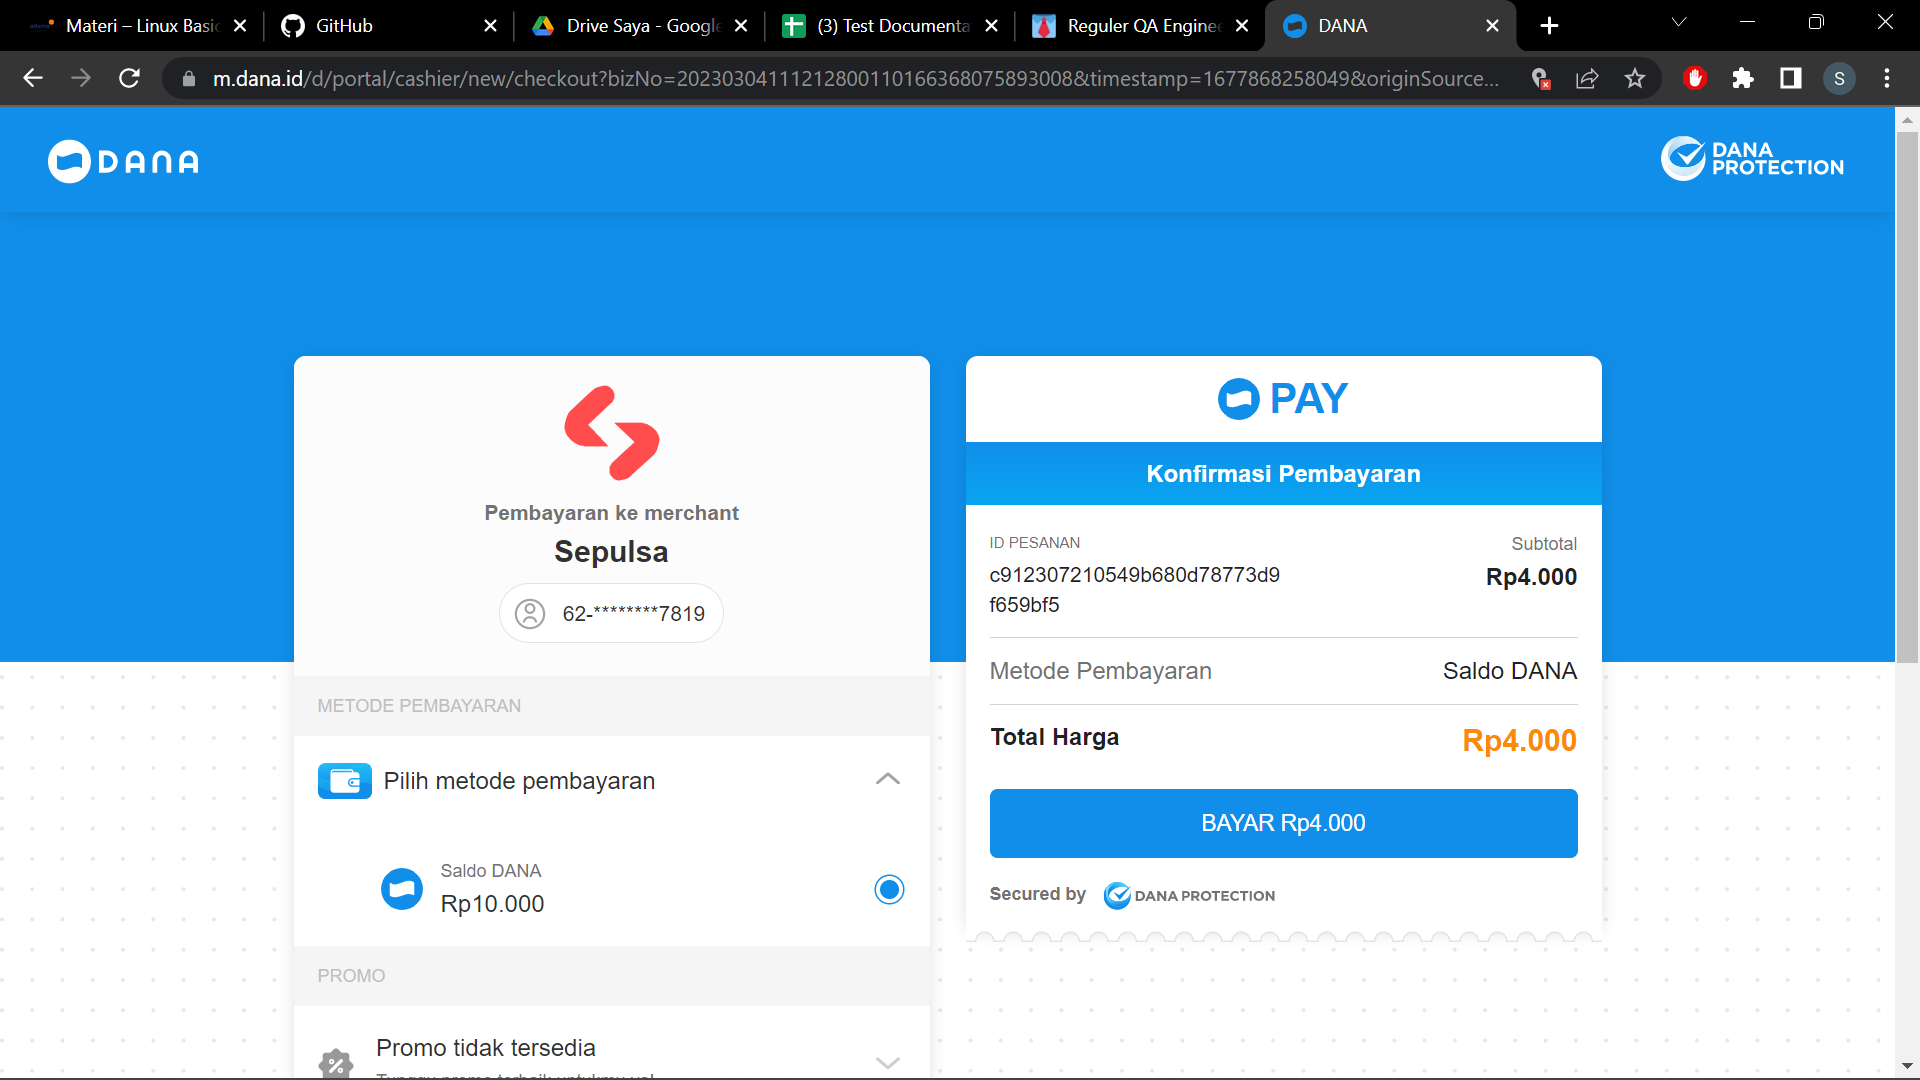 Materi – Linux Basic
GitHub
Drive Saya - Google
(3) Test Documenta
Reguler QA Enginee
DANA
m.dana.id/d/portal/cashier/new/checkout?bizNo=20230304111212800110166368075893008&timestamp=1677868258049&originSource...
S
DANA
DANA
PROTECTION
Pembayaran ke merchant
Sepulsa
62-********7819
METODE PEMBAYARAN
Pilih metode pembayaran
Saldo DANA
Rp10.000
PROMO
Promo tidak tersedia
PAY
Konfirmasi Pembayaran
ID PESANAN
Subtotal
c912307210549b680d78773d9
f659bf5
Rp4.000
Metode Pembayaran
Saldo DANA
Total Harga
Rp4.000
BAYAR Rp4.000
Secured by
DANA PROTECTION